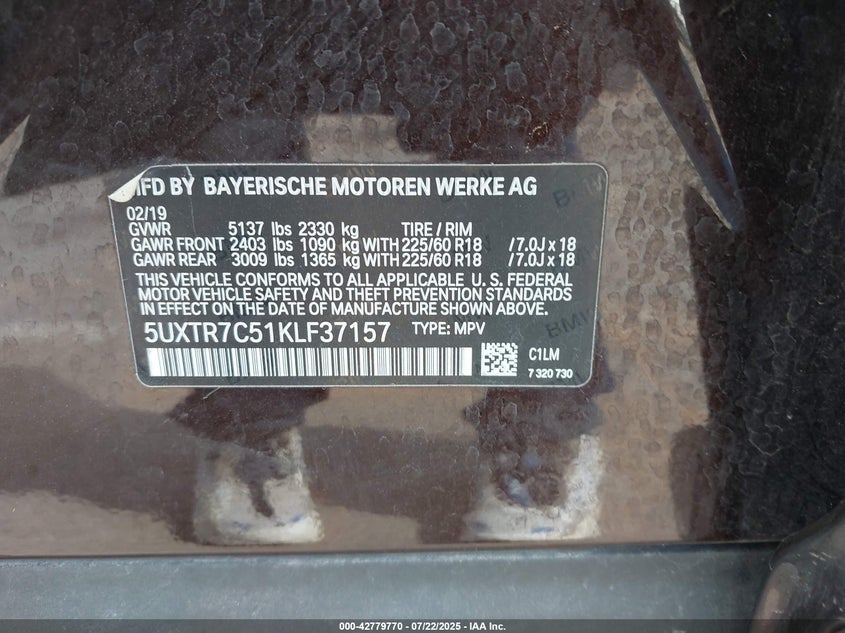 MFD BY BAYERISCHE MOTOREN WERKE AG
02/19
GVWR 5137 lbs 2330 kg TIRE / RIM
GAWR FRONT 2403 lbs 1090 kg WITH 225/60 R18 / 7.0J x 18
GAWR REAR 3009 lbs 1365 kg WITH 225/60 R18 / 7.0J x 18
THIS VEHICLE CONFORMS TO ALL APPLICABLE U. S. FEDERAL
MOTOR VEHICLE SAFETY AND THEFT PREVENTION STANDARDS
IN EFFECT ON THE DATE OF MANUFACTURE SHOWN ABOVE.
5UXTR7C51KLF37157 TYPE: MPV
C1LM
7 320 730
000-42779770 - 07/22/2025 - IAA Inc.